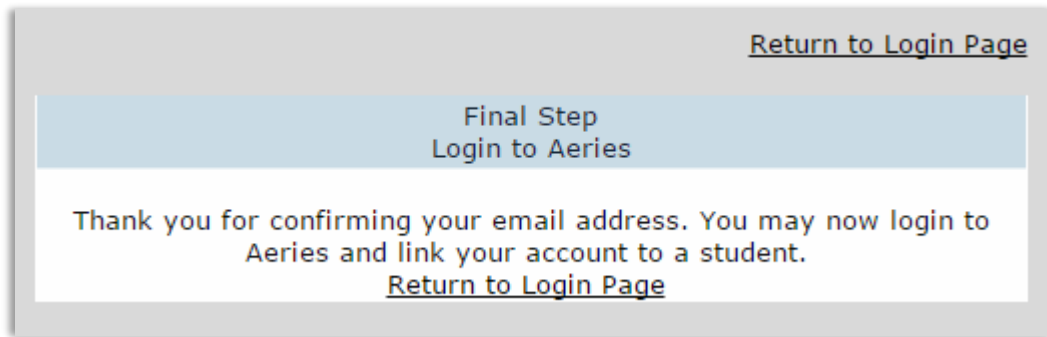 Return to Login Page
Final Step
Login to Aeries
Thank you for confirming your email address. You may now login to
Aeries and link your account to a student.
Return to Login Page